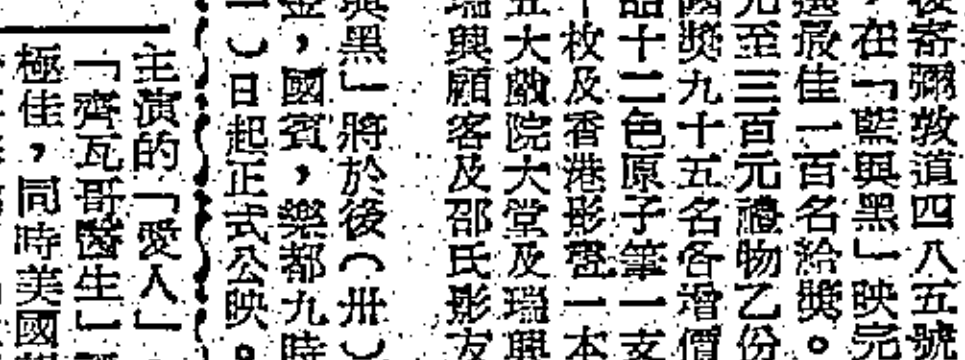 後寄彌敦道四八五號
,在「藍與黑」映完
選最佳一百名給獎。
元至三百元禮物乙份
國獎九十五名各增價
品十二色原子筆一支
十枚及香港影畫一本
五大戲院大堂及瑞興
瑞興顧客及邵氏影友
與黑」將於後(卅)
金,國賓,樂都九時
一)日起正式公映。
主演的「愛人」
「齊瓦哥醫生」
極佳,同時美國